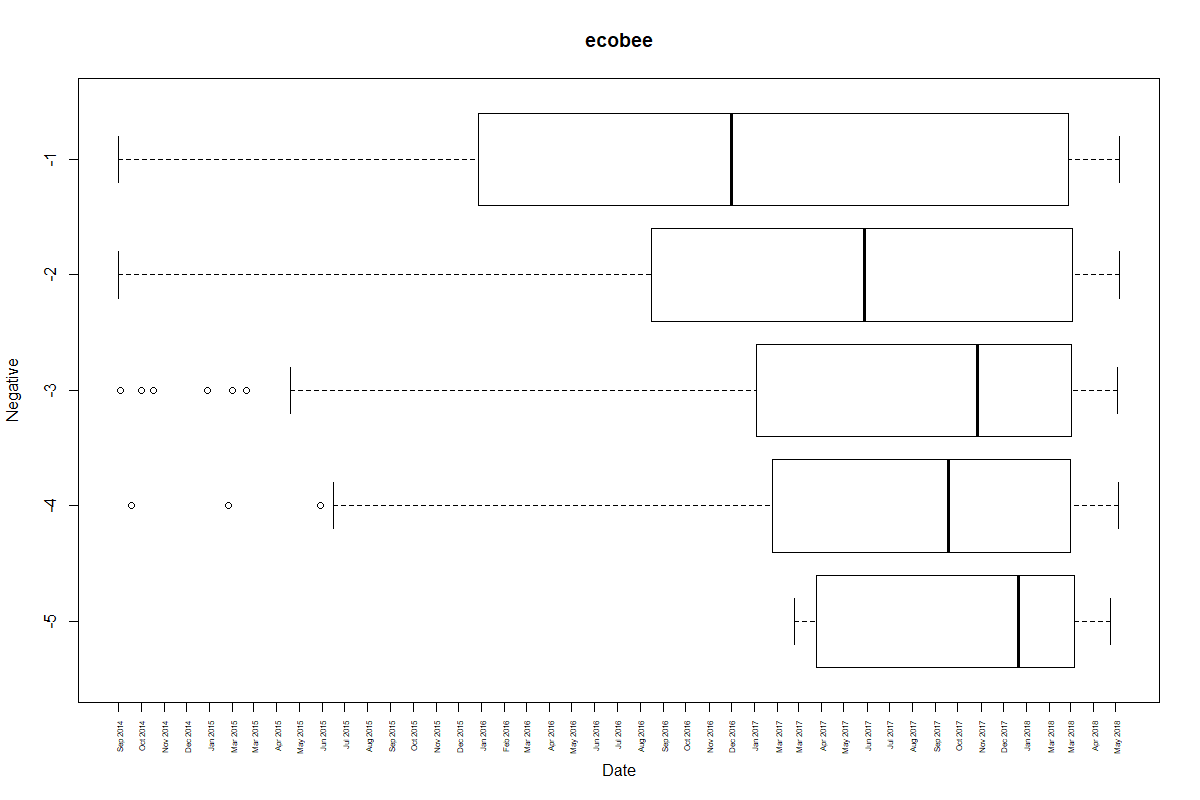 ecobee
Negative
-1
-2
-3
-4
-5
Sep 2014
Oct 2014
Nov 2014
Dec 2014
Jan 2015
Mar 2015
Mar 2015
Apr 2015
May 2015
Jun 2015
Jul 2015
Aug 2015
Sep 2015
Oct 2015
Nov 2015
Dec 2015
Jan 2016
Feb 2016
Mar 2016
Apr 2016
May 2016
Jun 2016
Jul 2016
Aug 2016
Sep 2016
Oct 2016
Nov 2016
Dec 2016
Jan 2017
Mar 2017
Mar 2017
Apr 2017
May 2017
Jun 2017
Jul 2017
Aug 2017
Sep 2017
Oct 2017
Nov 2017
Dec 2017
Jan 2018
Mar 2018
Mar 2018
Apr 2018
May 2018
Date